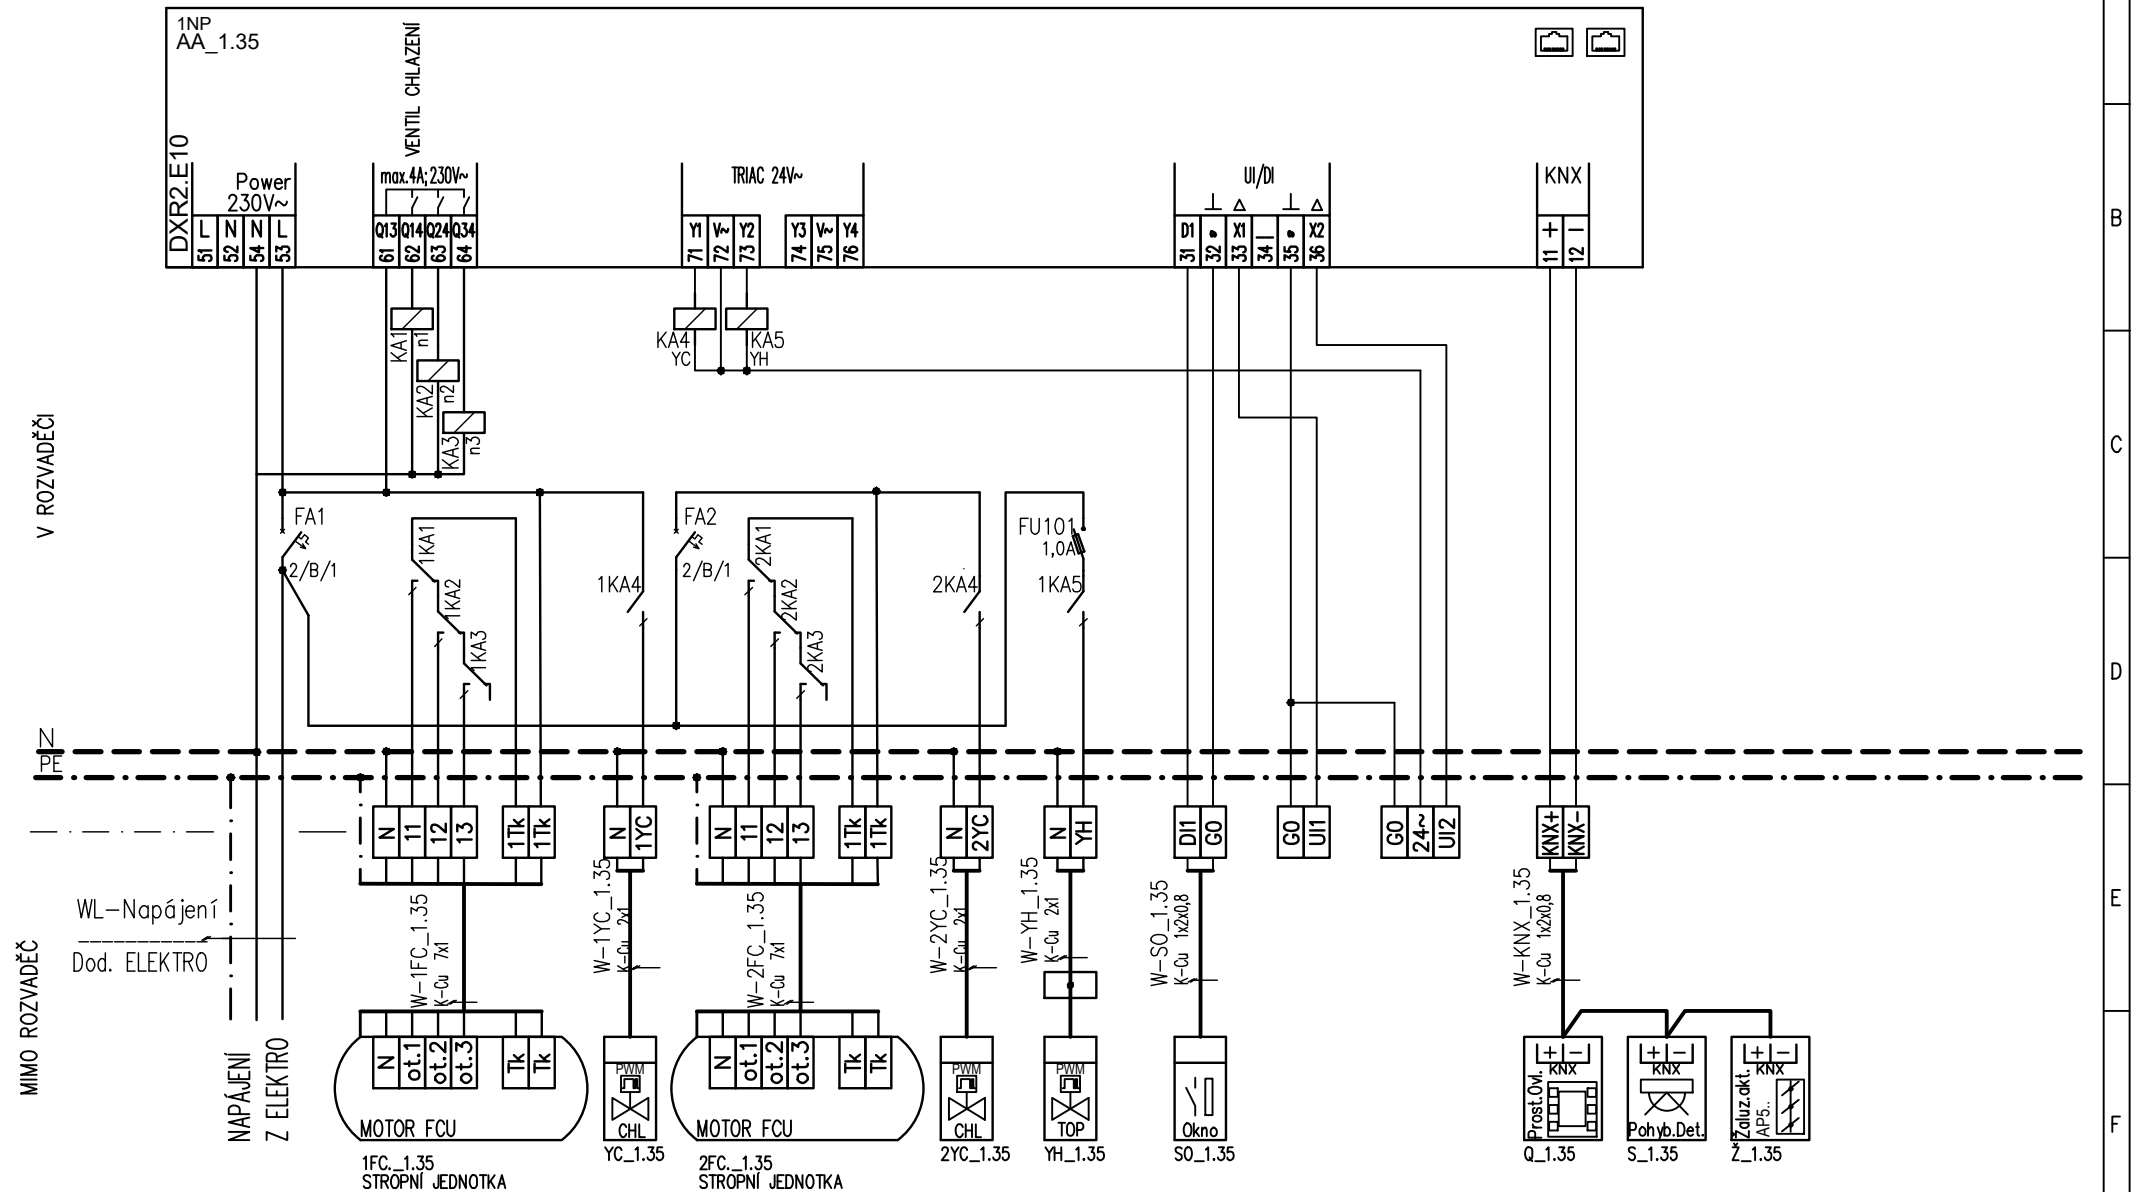 1NP
AA_1.35
VENTIL CHLAZENÍ
DXR2.E10
Power
230V~
max.4A;230V~
TRIAC 24V~
UI/DI
KNX
L N N L
51 52 54 53
Q13 Q14 Q24 Q34
61 62 63 64
Y1 V~ Y2 Y3 V~ Y4
71 72 73 74 75 76
D1 X1 X2
31 32 33 34 35 36
+ −
11 12
B
KA1 n1
KA2 n2
KA3 n3
KA4
YC
KA5
YH
V ROZVADĚČI
C
FA1
2/B/1
1KA1
1KA2
1KA3
1KA4
FA2
2/B/1
2KA1
2KA2
2KA3
2KA4
FU101
1,0A
1KA5
D
N
PE
N 11 12 13 1Tk 1Tk
N 1YC
N 11 12 13 1Tk 1Tk
N 2YC
N YH
DI1 G0
G0 UI1
G0 24~ UI2
KNX+ KNX-
E
WL-Napájení
Dod. ELEKTRO
W-1FC_1.35
K-Cu 7x1
W-1YC_1.35
K-Cu 2x1
W-2FC_1.35
K-Cu 7x1
W-2YC_1.35
K-Cu 2x1
W-YH_1.35
K-Cu 2x1
W-SO_1.35
K-Cu 1x2x0,8
W-KNX_1.35
K-Cu 1x2x0,8
MIMO ROZVADĚČ
NAPÁJENÍ
Z ELEKTRO
N ot.1 ot.2 ot.3 Tk Tk
MOTOR FCU
1FC._1.35
STROPNÍ JEDNOTKA
PWM
CHL
YC_1.35
N ot.1 ot.2 ot.3 Tk Tk
MOTOR FCU
2FC._1.35
STROPNÍ JEDNOTKA
PWM
CHL
2YC_1.35
PWM
TOP
YH_1.35
Okno
SO_1.35
+ −
KNX
Prost.Ovl.
Q_1.35
+ −
KNX
Pohyb.Det.
S_1.35
+ −
KNX
Žaluz.akt.
AP5..
Ž_1.35
F